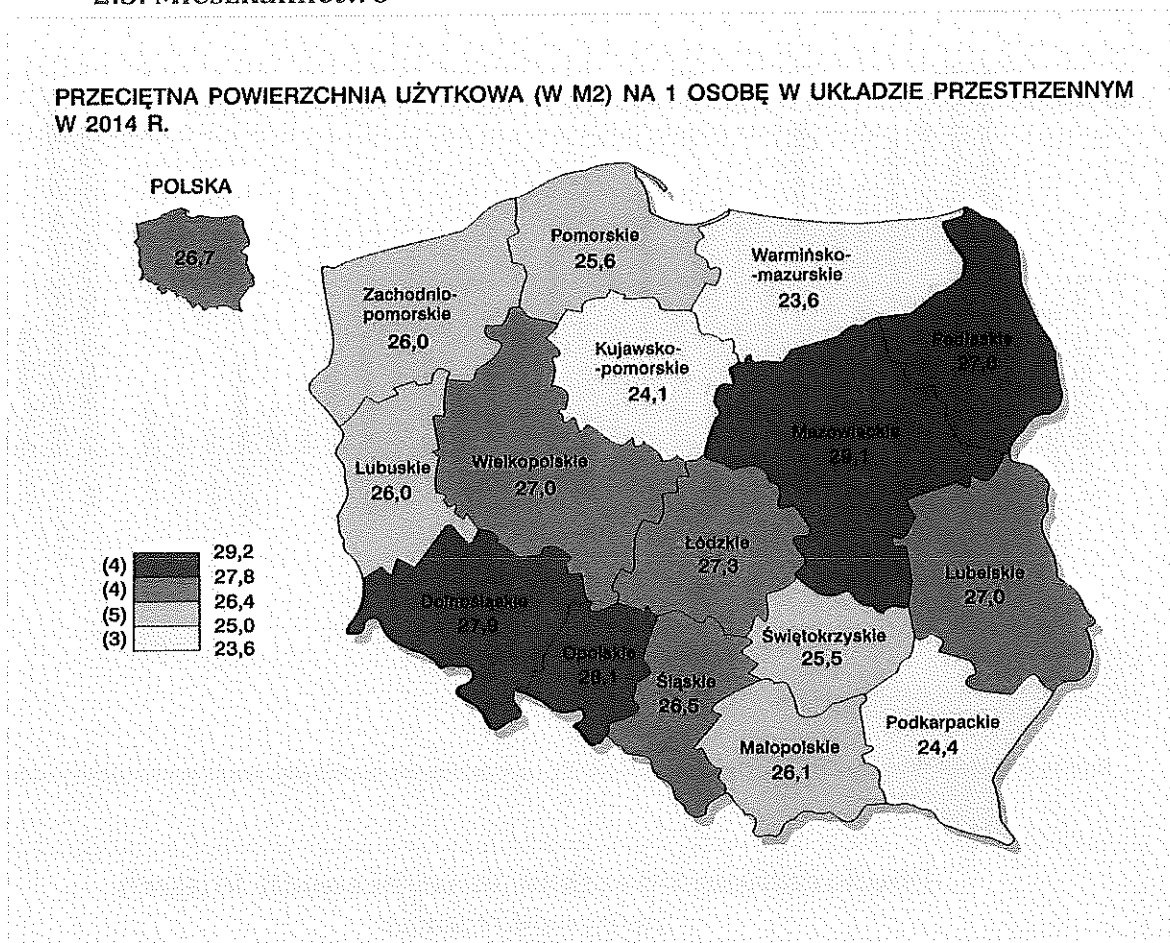 2.3. Mieszkalnictwo
PRZECIĘTNA POWIERZCHNIA UŻYTKOWA (W M2) NA 1 OSOBĘ W UKŁADZIE PRZESTRZENNYM
W 2014 R.
POLSKA
26,7
Pomorskie
25,6
Warmińsko-
-mazurskie
23,6
Zachodnio-
pomorskie
26,0
Kujawsko-
-pomorskie
24,1
Podlaskie
Mazowieckie
29,1
Lubuskie
26,0
Wielkopolskie
27,0
Łódzkie
27,3
Lubelskie
27,0
(4)
(4)
(5)
(3)
29,2
27,8
26,4
25,0
23,6
Dolnośląskie
27,9
Opolskie
28,1
Śląskie
26,5
Świętokrzyskie
25,5
Małopolskie
26,1
Podkarpackie
24,4